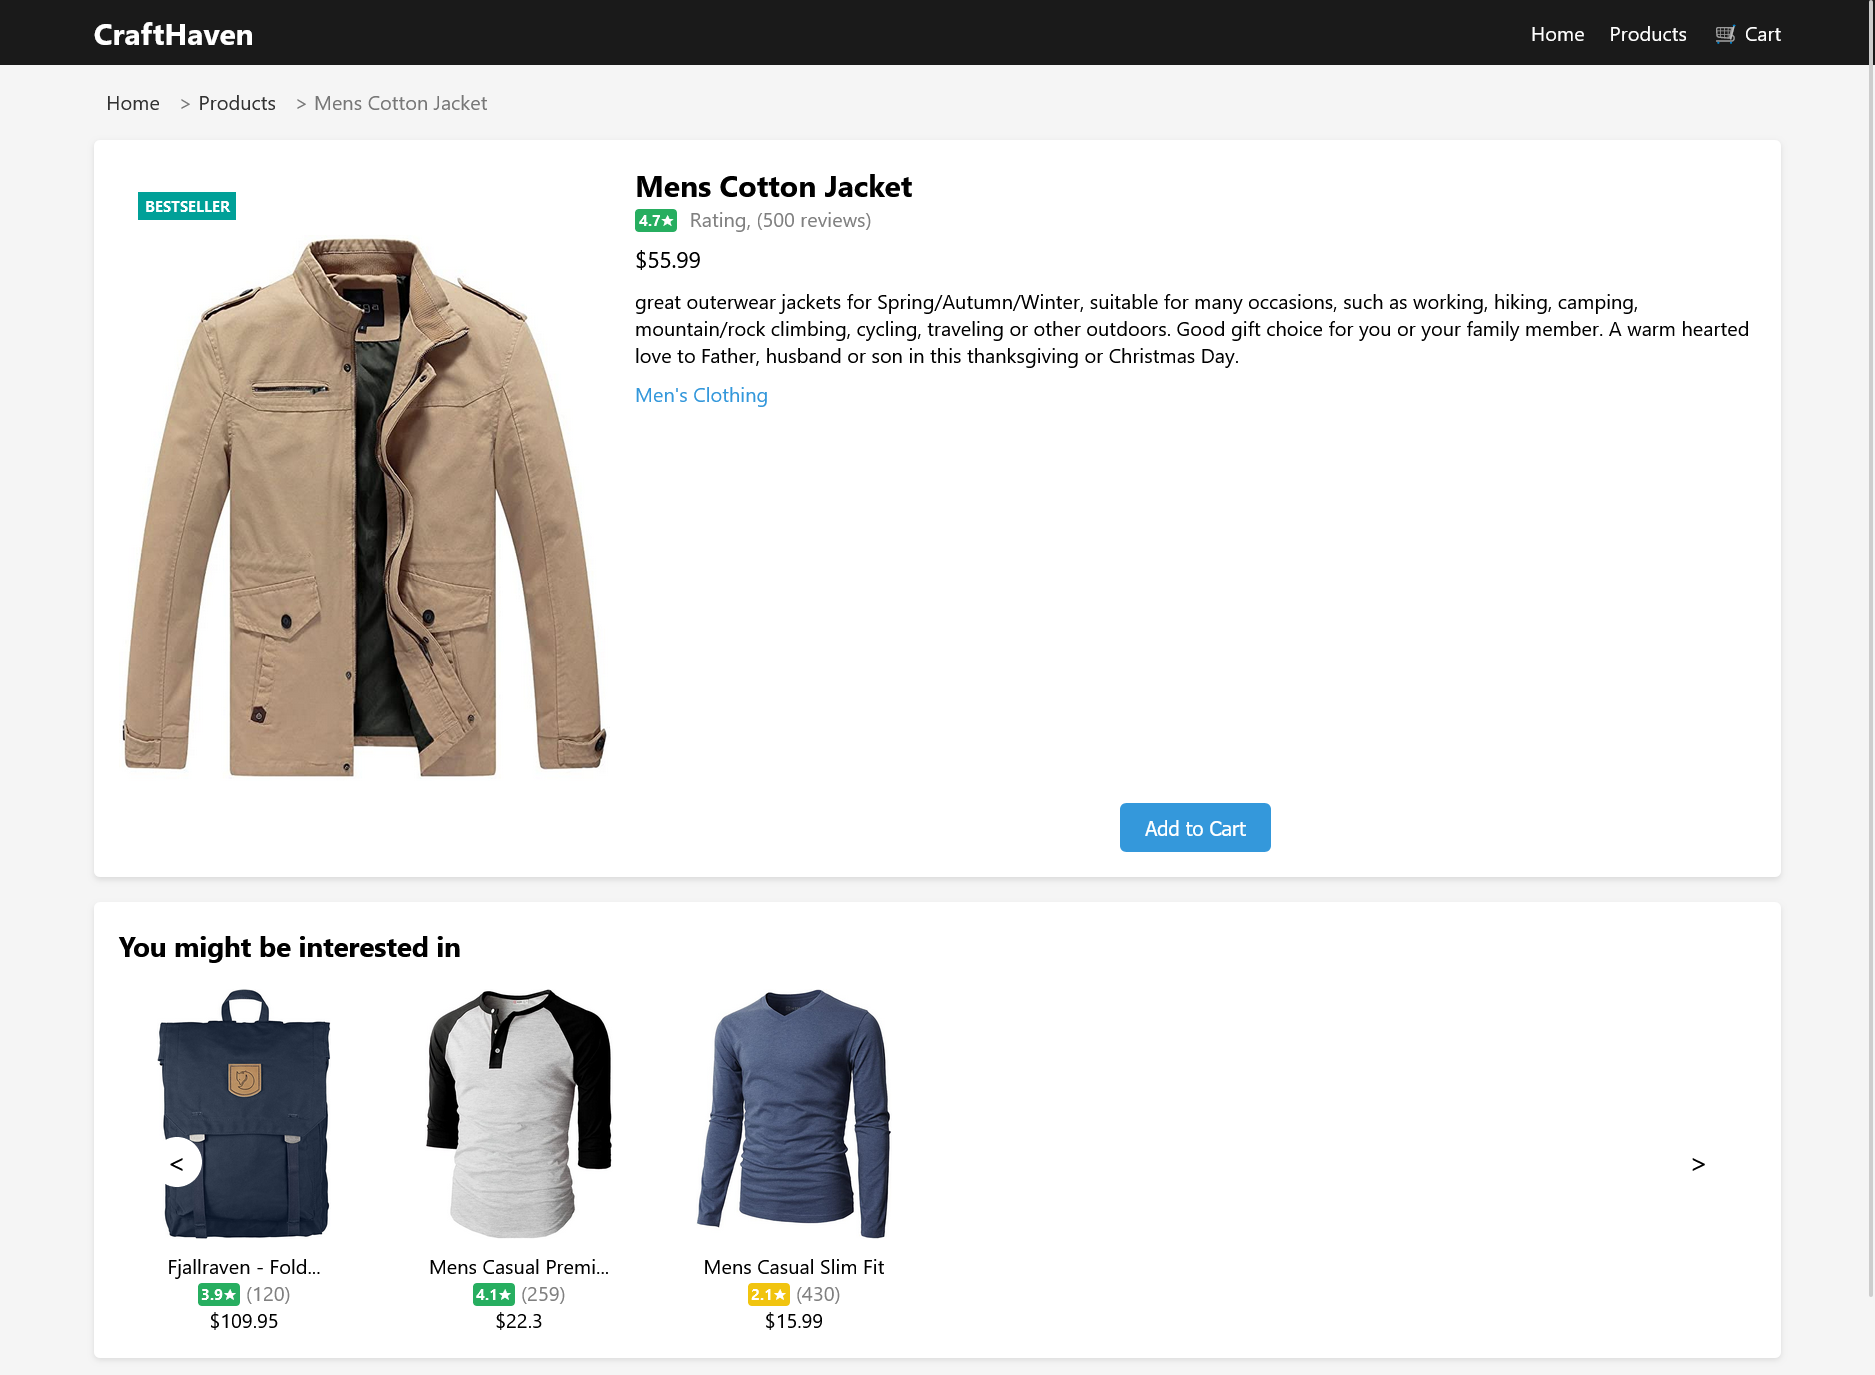 CraftHaven
Home Products 🛒 Cart
Home > Products > Mens Cotton Jacket
BESTSELLER
Mens Cotton Jacket
4.7★ Rating, (500 reviews)
$55.99
great outerwear jackets for Spring/Autumn/Winter, suitable for many occasions, such as working, hiking, camping,
mountain/rock climbing, cycling, traveling or other outdoors. Good gift choice for you or your family member. A warm hearted
love to Father, husband or son in this thanksgiving or Christmas Day.
Men's Clothing
Add to Cart
You might be interested in
<
>
Fjallraven - Fold...
3.9★ (120)
$109.95
Mens Casual Premi...
4.1★ (259)
$22.3
Mens Casual Slim Fit
2.1★ (430)
$15.99